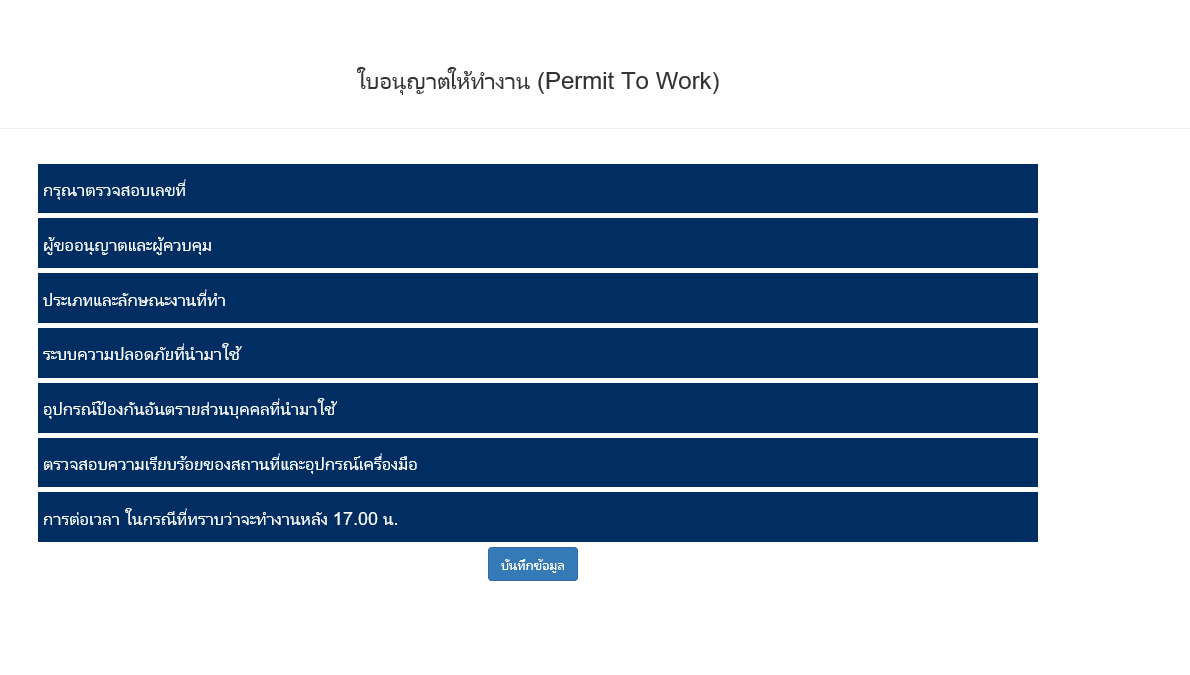 ใบอนุญาตให้ทำงาน (Permit To Work)
กรุณาตรวจสอบเลขที่
ผู้ขออนุญาตและผู้ควบคุม
ประเภทและลักษณะงานที่ทำ
ระบบความปลอดภัยที่นำมาใช้
อุปกรณ์ป้องกันอันตรายส่วนบุคคลที่นำมาใช้
ตรวจสอบความเรียบร้อยของสถานที่และอุปกรณ์เครื่องมือ
การต่อเวลา ในกรณีที่ทราบว่าจะทำงานหลัง 17.00 น.
บันทึกข้อมูล